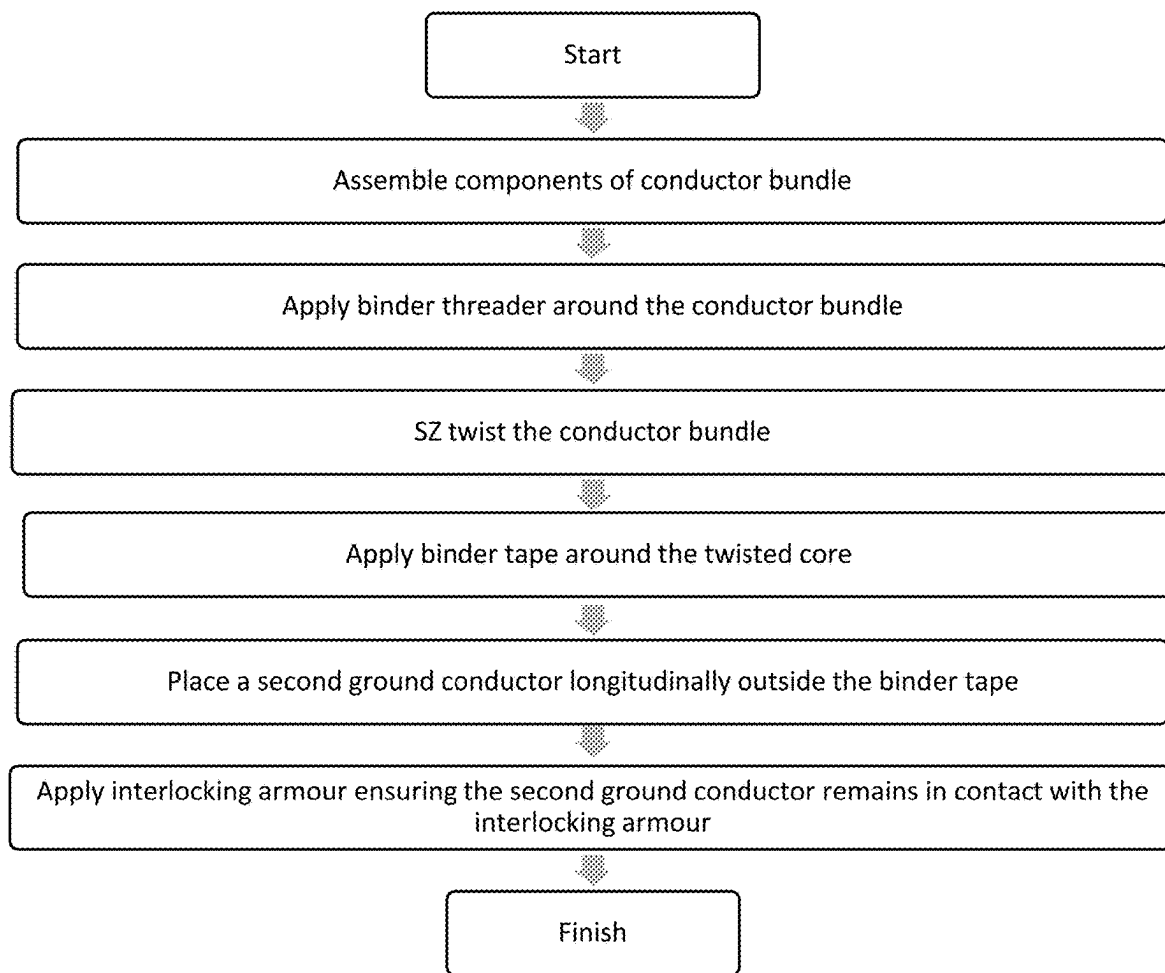 Start
Assemble components of conductor bundle
Apply binder threader around the conductor bundle
SZ twist the conductor bundle
Apply binder tape around the twisted core
Place a second ground conductor longitudinally outside the binder tape
Apply interlocking armour ensuring the second ground conductor remains in contact with the
interlocking armour
Finish